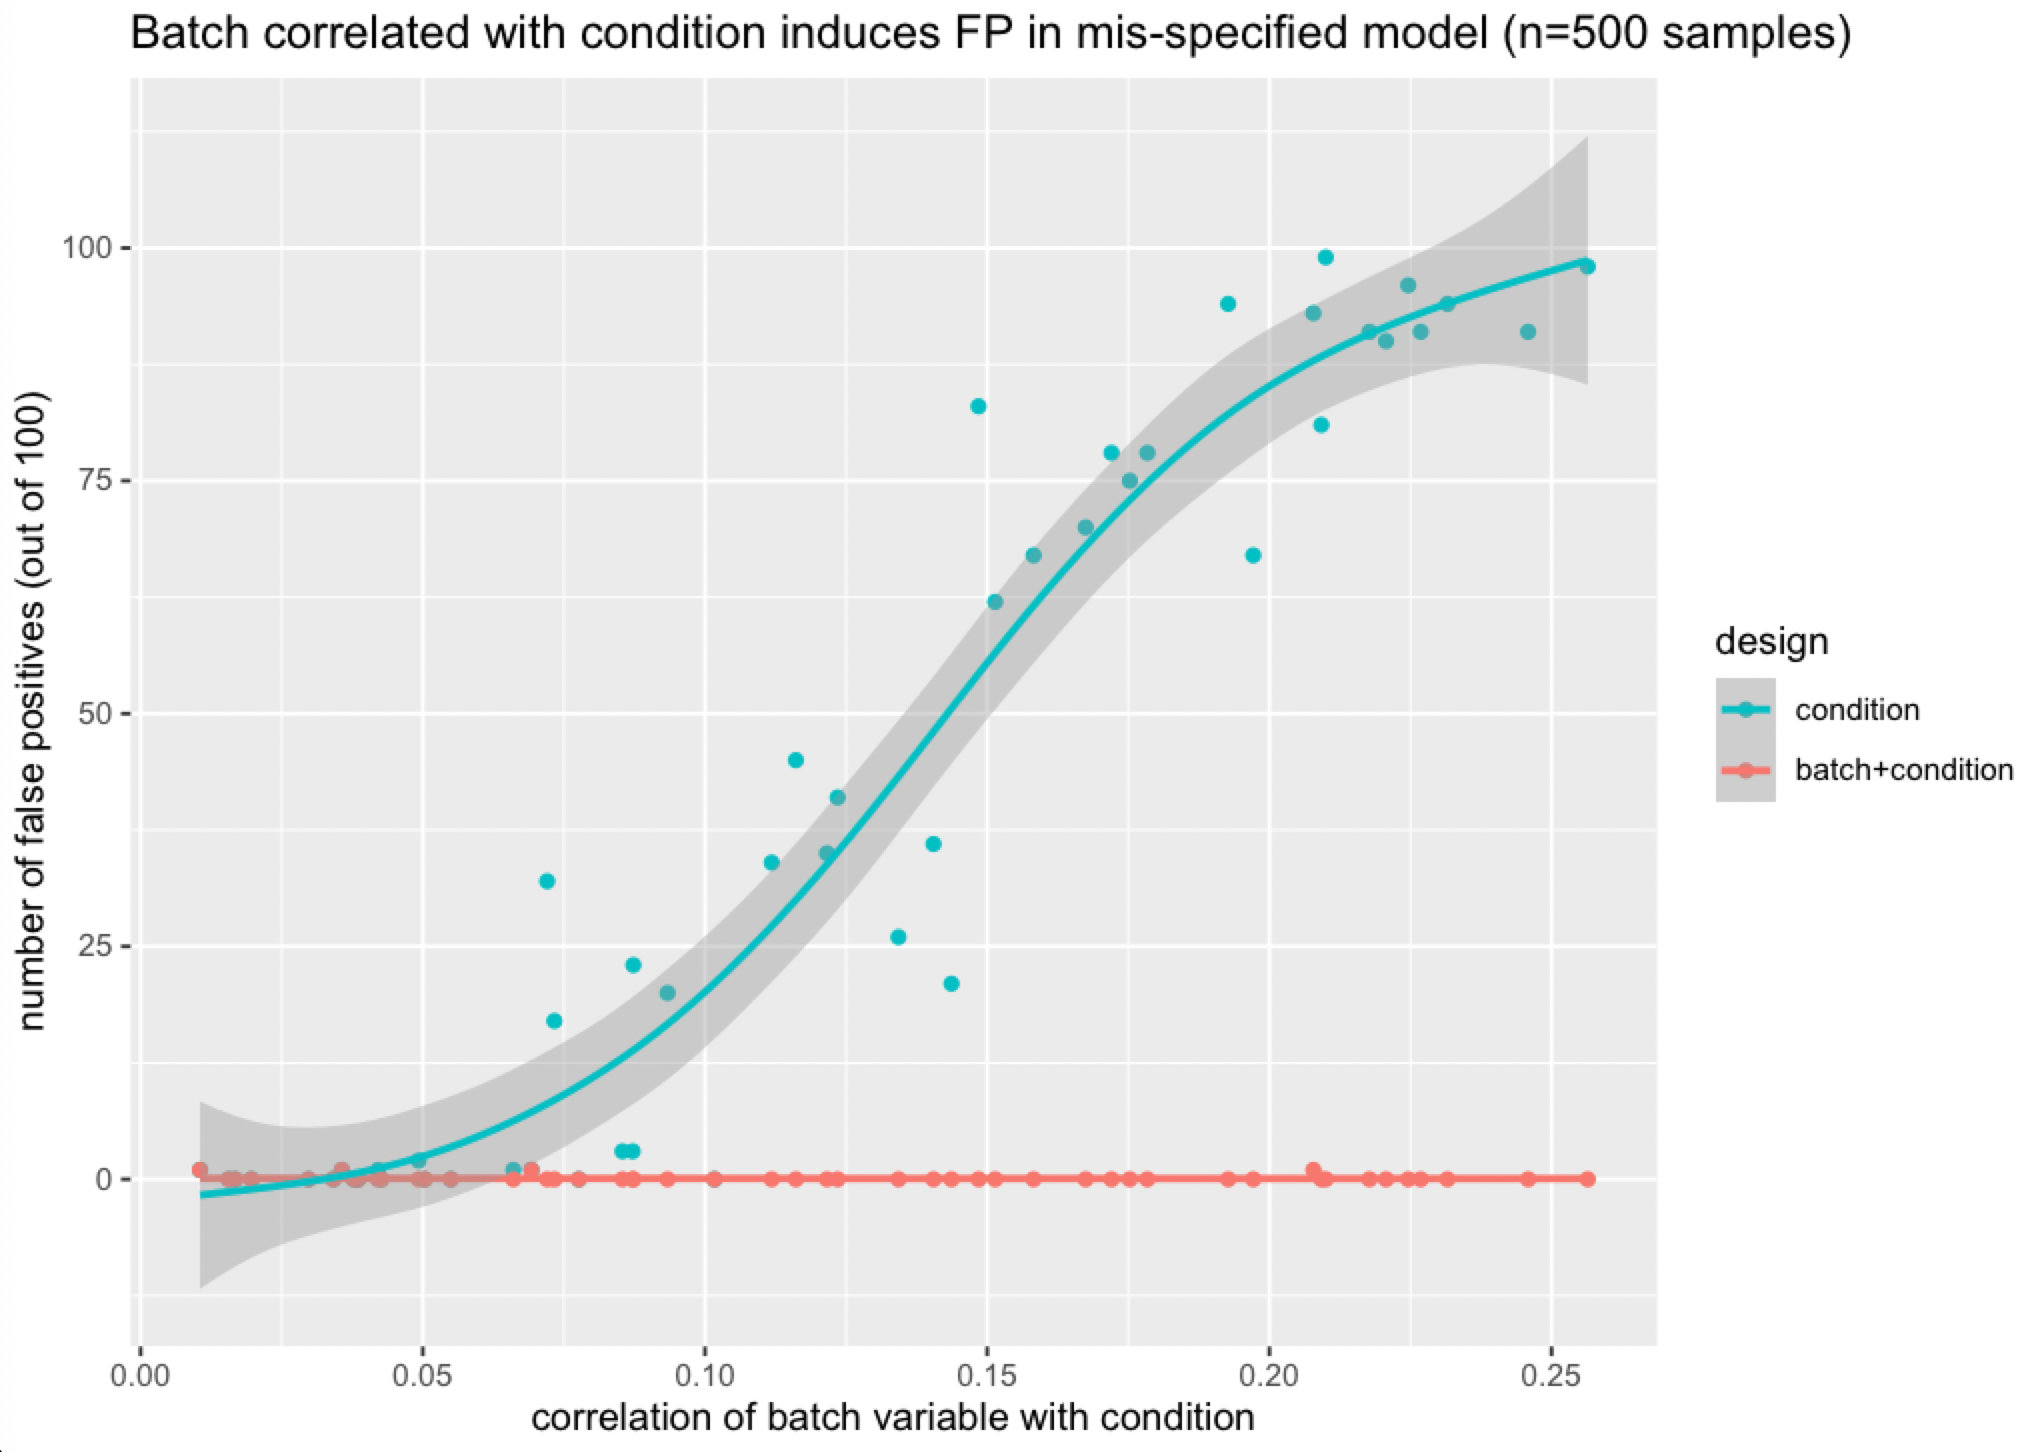 Batch correlated with condition induces FP in mis-specified model (n=500 samples)
number of false positives (out of 100)
100
75
50
25
0
0.00 0.05 0.10 0.15 0.20 0.25
correlation of batch variable with condition
design
condition
batch+condition